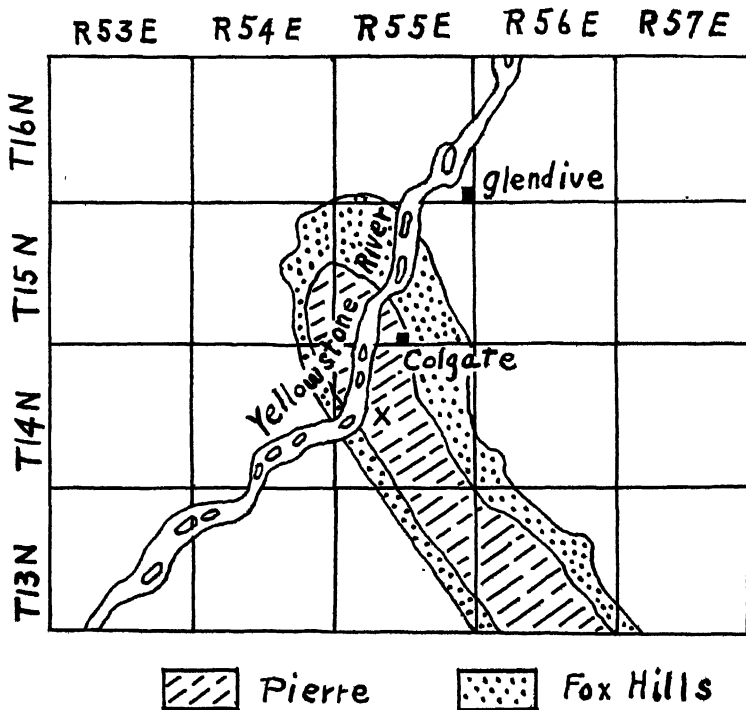 R53E R54E R55E R56E R57E
T16N
T15N
T14N
T13N
glendive
Yellowstone River
Colgate
X
Pierre
Fox Hills